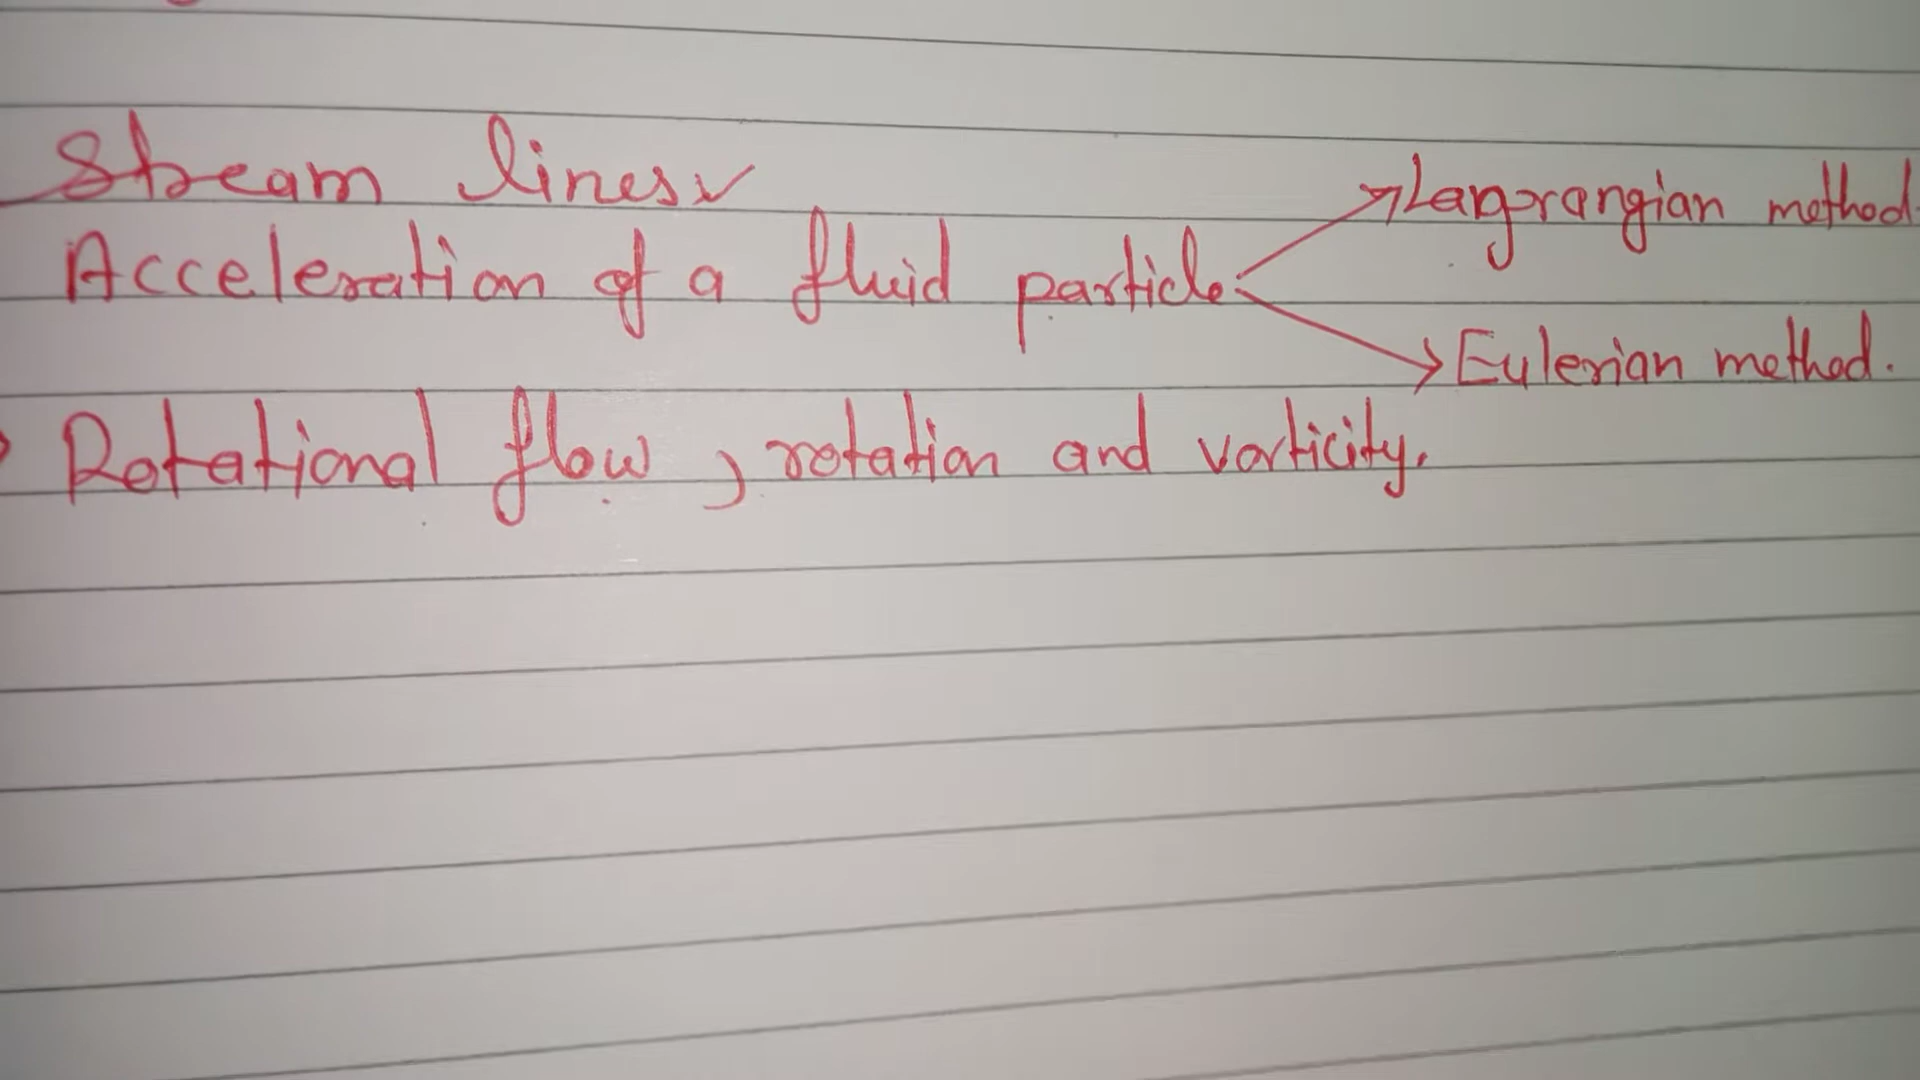 Stream lines ✓
Lagrangian method.
Acceleration of a fluid particle
Eulerian method.
Rotational flow, rotation and vorticity.